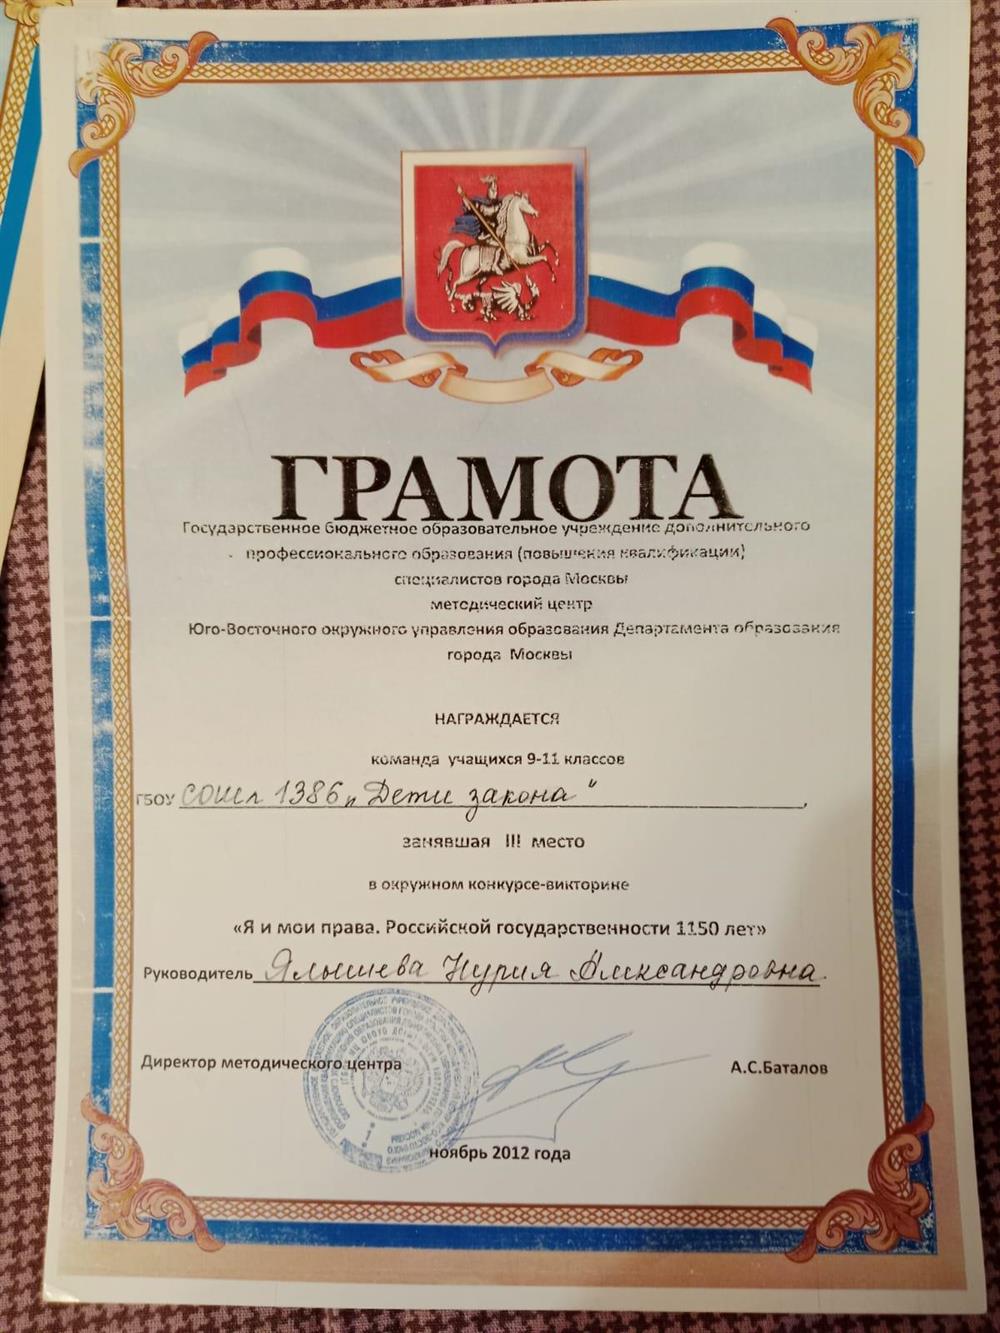 ГРАМОТА
Государственное бюджетное образовательное учреждение дополнительного
профессионального образования (повышения квалификации)
специалистов города Москвы
методический центр
Юго-Восточного окружного управления образования Департамента образования
города Москвы
НАГРАЖДАЕТСЯ
команда учащихся 9-11 классов
ГБОУ СОШ 1386 „Дети закона“,
занявшая III место
в окружном конкурсе-викторине
«Я и мои права. Российской государственности 1150 лет»
Руководитель Ялышева Нурия Александровна.
Директор методического центра А.С.Баталов
ноябрь 2012 года